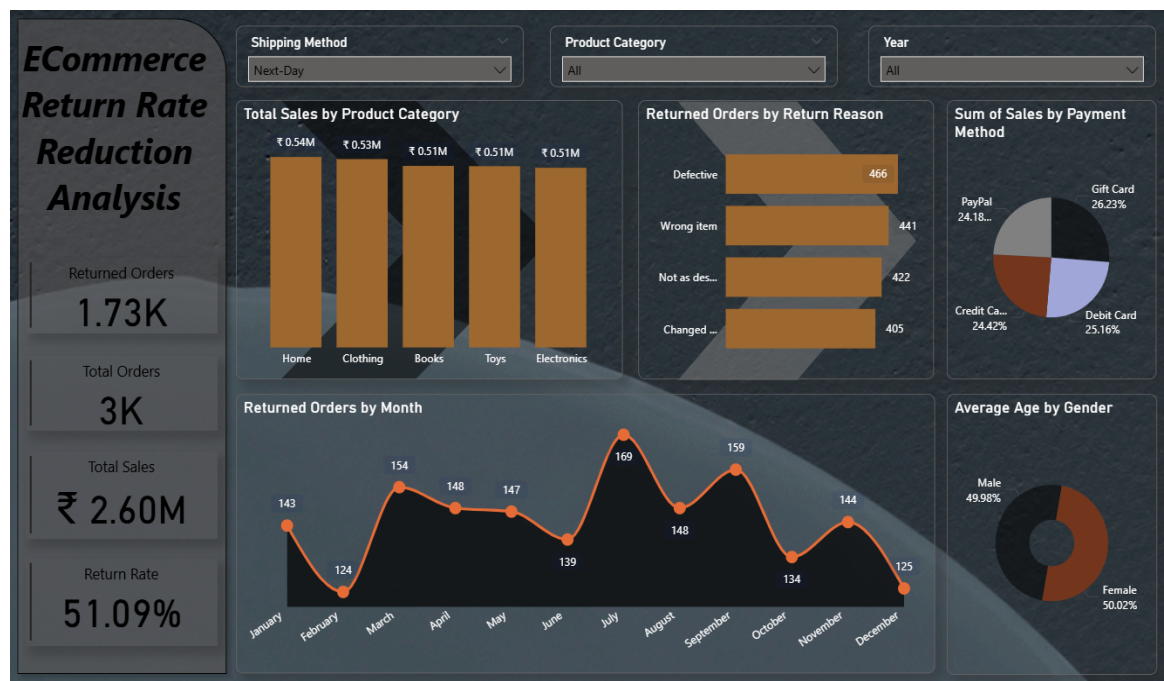 ECommerce
Return Rate
Reduction
Analysis
Returned Orders
1.73K
Total Orders
3K
Total Sales
₹ 2.60M
Return Rate
51.09%
Shipping Method
Next-Day
Product Category
All
Year
All
Total Sales by Product Category
₹ 0.54M
₹ 0.53M
₹ 0.51M
₹ 0.51M
₹ 0.51M
Home
Clothing
Books
Toys
Electronics
Returned Orders by Return Reason
Defective
466
Wrong item
441
Not as des...
422
Changed ...
405
Sum of Sales by Payment
Method
Gift Card
26.23%
PayPal
24.18...
Credit Ca...
24.42%
Debit Card
25.16%
Returned Orders by Month
143
124
154
148
147
139
169
148
159
134
144
125
January
February
March
April
May
June
July
August
September
October
November
December
Average Age by Gender
Male
49.98%
Female
50.02%